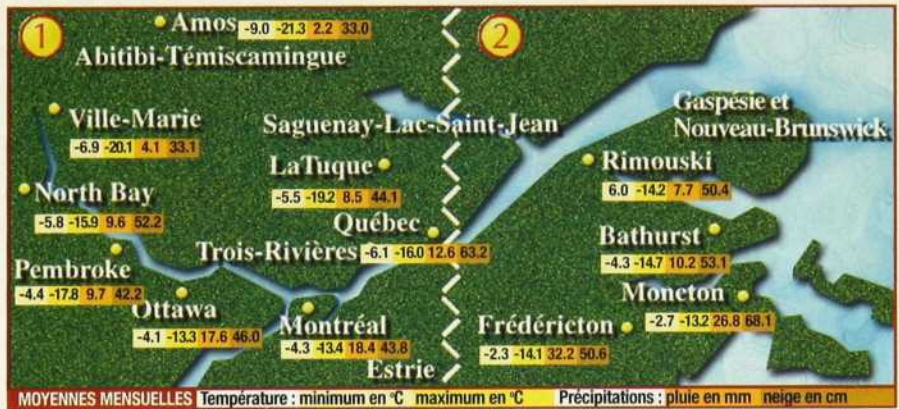 1
Amos
-9.0 -21.3 2.2 33.0
Abitibi-Témiscamingue
Ville-Marie
-6.9 -20.1 4.1 33.1
North Bay
-5.8 -15.9 9.6 52.2
Pembroke
-4.4 -17.8 9.7 42.2
Ottawa
-4.1 -13.3 17.6 46.0
Saguenay-Lac-Saint-Jean
LaTuque
-5.5 -19.2 8.5 44.1
Québec
Trois-Rivières -6.1 -16.0 12.6 63.2
Montréal
-4.3 -13.4 18.4 43.8
Estrie
2
Gaspésie et
Nouveau-Brunswick
Rimouski
6.0 -14.2 7.7 50.4
Bathurst
-4.3 -14.7 10.2 53.1
Moncton
-2.7 -13.2 26.8 68.1
Frédéricton
-2.3 -14.1 32.2 50.6
MOYENNES MENSUELLES Température : minimum en °C maximum en °C Précipitations : pluie en mm neige en cm